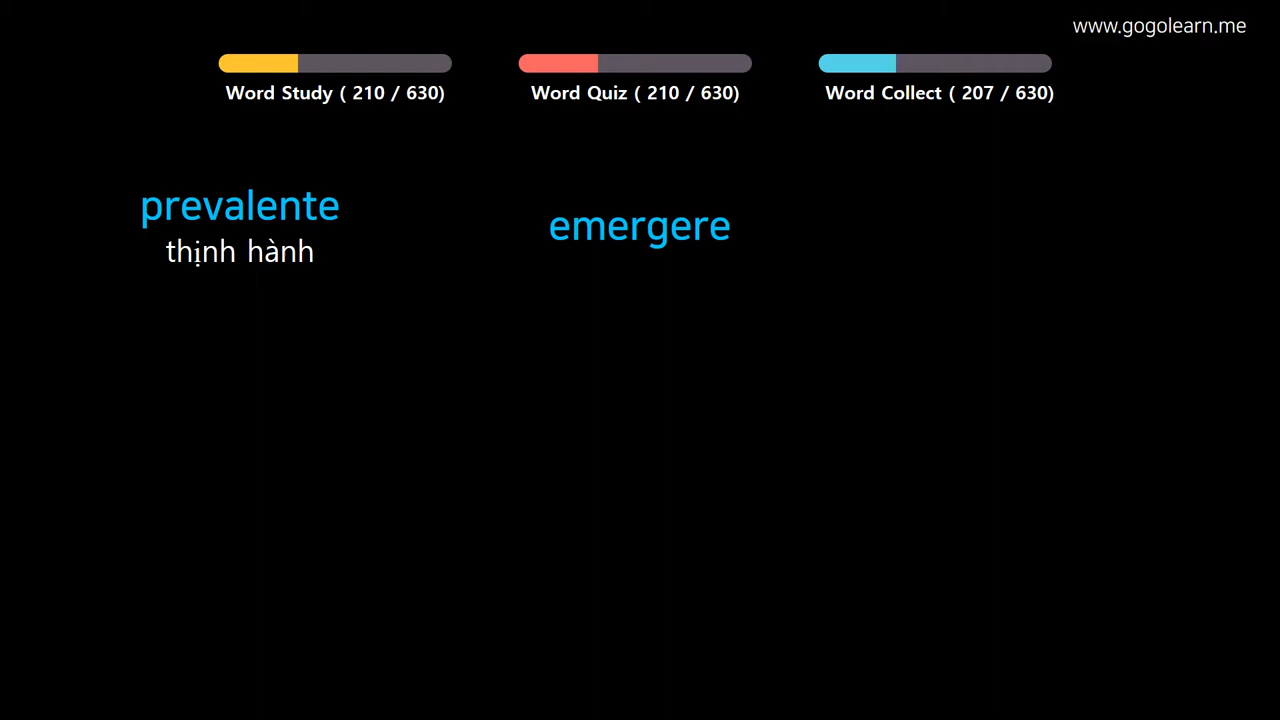 www.gogolearn.me
Word Study ( 210 / 630)
Word Quiz ( 210 / 630)
Word Collect ( 207 / 630)
prevalente
thịnh hành
emergere